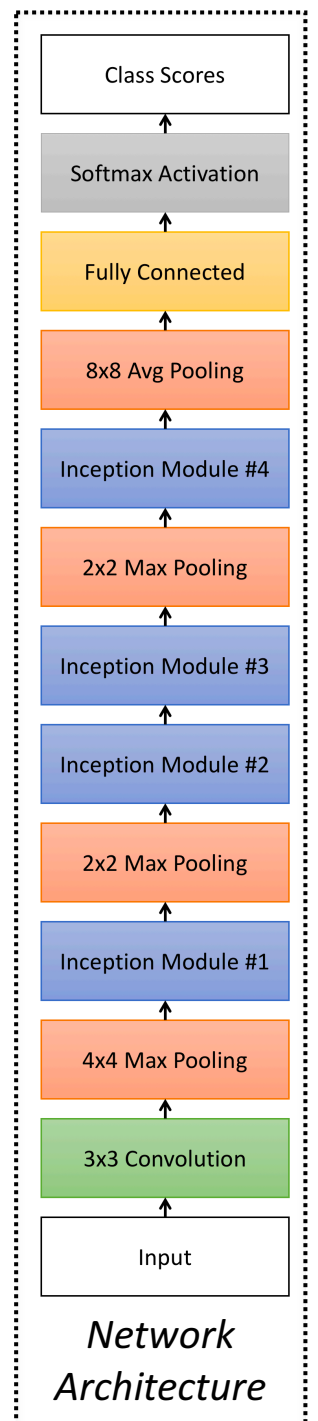 Class Scores
Softmax Activation
Fully Connected
8x8 Avg Pooling
Inception Module #4
2x2 Max Pooling
Inception Module #3
Inception Module #2
2x2 Max Pooling
Inception Module #1
4x4 Max Pooling
3x3 Convolution
Input
Network
Architecture